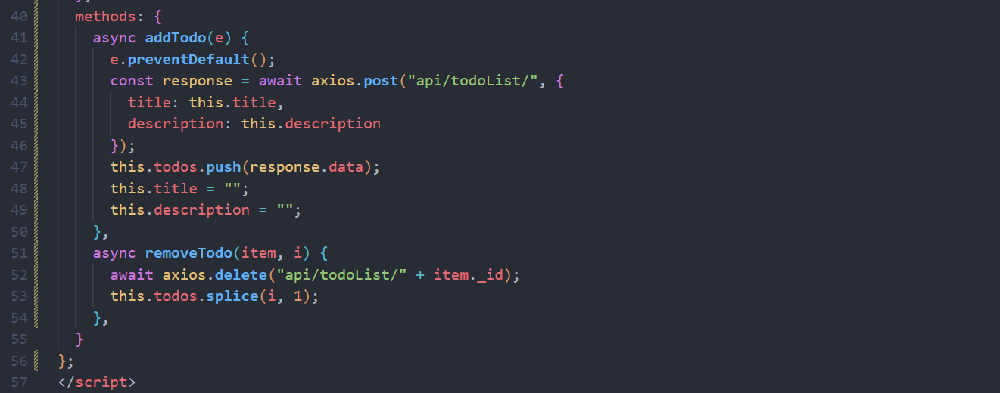 40 methods: {
41 async addTodo(e) {
42 e.preventDefault();
43 const response = await axios.post("api/todoList/", {
44 title: this.title,
45 description: this.description
46 });
47 this.todos.push(response.data);
48 this.title = "";
49 this.description = "";
50 },
51 async removeTodo(item, i) {
52 await axios.delete("api/todoList/" + item._id);
53 this.todos.splice(i, 1);
54 },
55 }
56 };
57 </script>